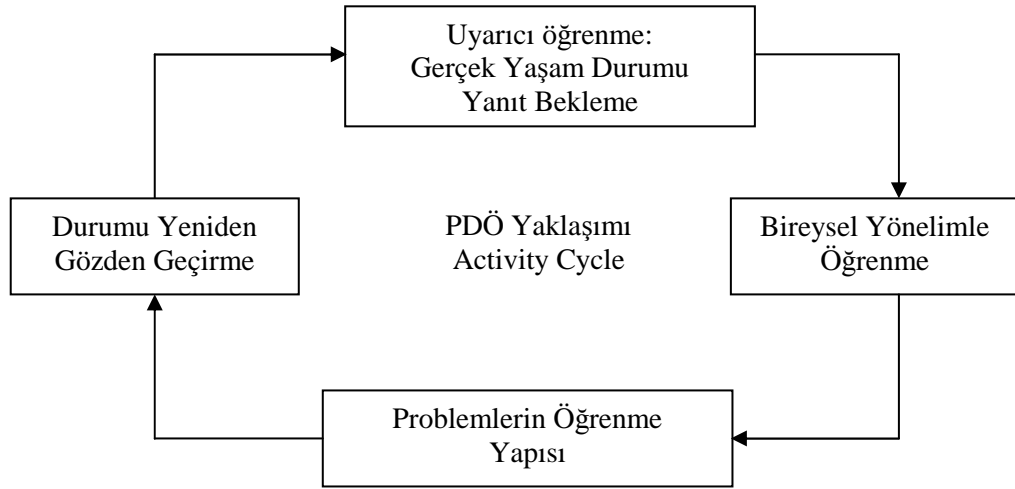 Uyarıcı öğrenme:
Gerçek Yaşam Durumu
Yanıt Bekleme
Durumu Yeniden
Gözden Geçirme
PDÖ Yaklaşımı
Activity Cycle
Bireysel Yönelimle
Öğrenme
Problemlerin Öğrenme
Yapısı